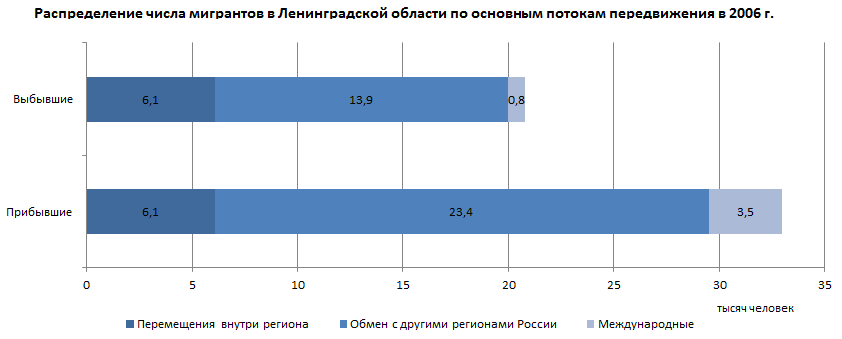 Распределение числа мигрантов в Ленинградской области по основным потокам передвижения в 2006 г.
Выбывшие
6,1
13,9
0,8
Прибывшие
6,1
23,4
3,5
0 5 10 15 20 25 30 35
тысяч человек
Перемещения внутри региона Обмен с другими регионами России Международные